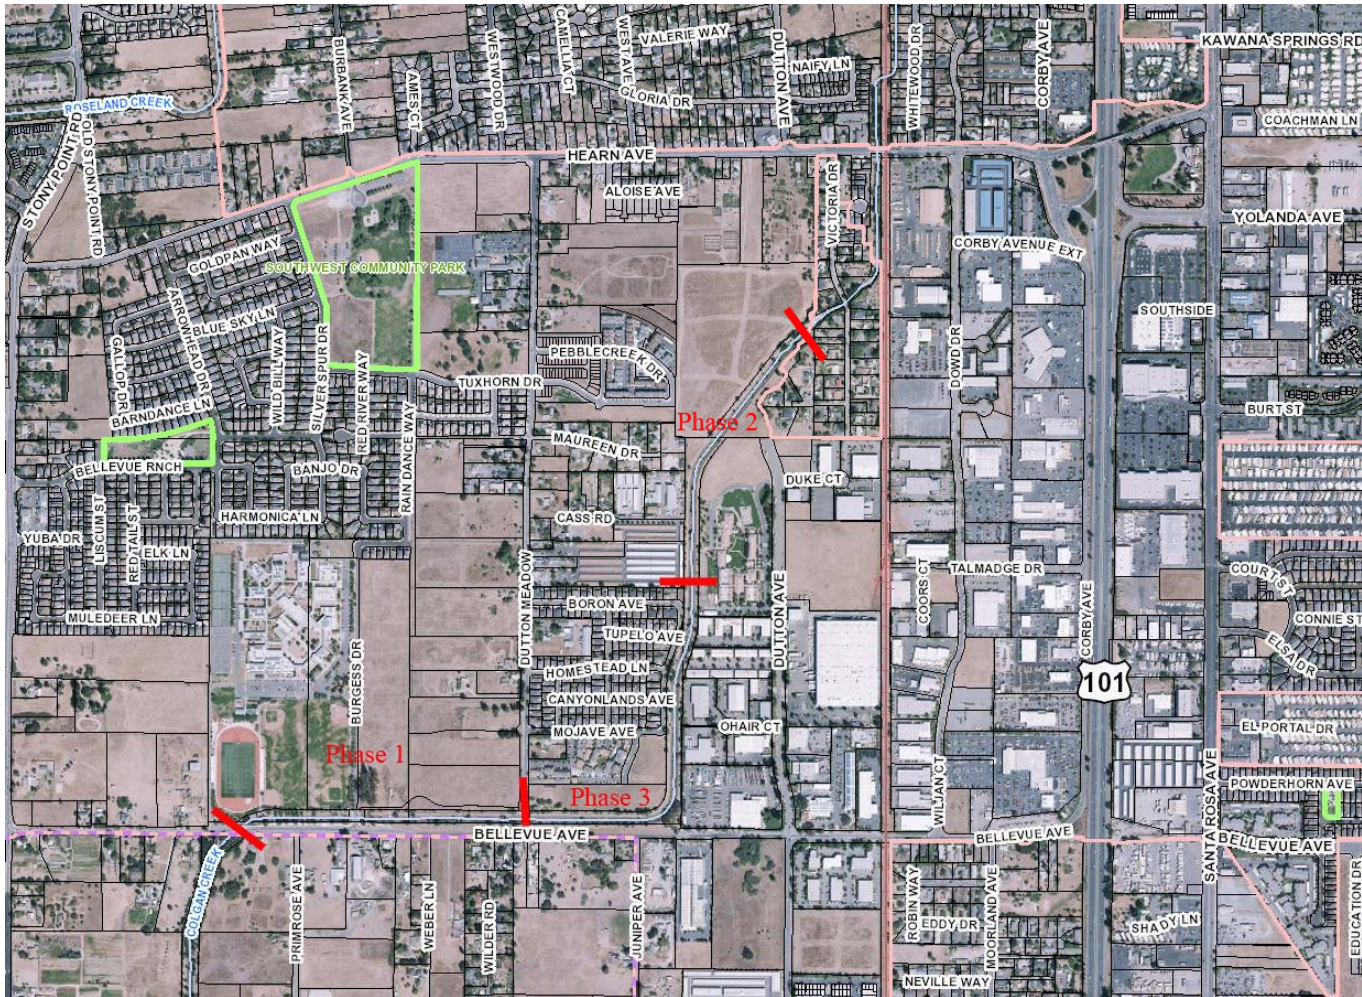 KAWANA SPRINGS RD
VALERIE WAY
CAMELLIA CT
WESTWOOD DR
WEST AVE
BURBANK AVE
AMES CT
DUTTON AVE
NAIFY LN
GLORIA DR
WHITEWOOD DR
CORBY AVE
ROSELAND CREEK
COACHMAN LN
STONY POINT RD
OLD STONY POINT RD
HEARN AVE
ALOISE AVE
VICTORIA DR
YOLANDA AVE
GOLDPAN WAY
CORBY AVENUE EXT
SOUTHWEST COMMUNITY PARK
ARROWHEAD DR
BLUE SKY LN
SOUTHSIDE
GALLOP DR
WILD BILL WAY
SILVER SPUR DR
RED RIVER WAY
PEBBLECREEK DR
DOWD DR
TUXHORN DR
BARNDANCE LN
RAIN DANCE WAY
BURT ST
Phase 2
MAUREEN DR
BELLEVUE RNCH
BANJO DR
DUKE CT
LISCUM ST
RED TAIL ST
HARMONICA LN
CASS RD
YUBA DR
ELK LN
DUTTON MEADOW
TALMADGE DR
COORS CT
COURT ST
MULEDEER LN
BORON AVE
DUTTON AVE
CORBY AVE
CONNIE ST
TUPELO AVE
ELSA DR
HOMESTEAD LN
BURGESS DR
101
CANYONLANDS AVE
MOJAVE AVE
OHAIR CT
EL PORTAL DR
Phase 1
WILJAN CT
SANTA ROSA AVE
POWDERHORN AVE
Phase 3
BELLEVUE AVE
BELLEVUE AVE
BELLEVUE AVE
COLGAN CREEK
PRIMROSE AVE
WEBER LN
WILDER RD
JUNIPER AVE
ROBIN WAY
EDDY DR
MOORLAND AVE
SHADY LN
EDUCATION DR
NEVILLE WAY